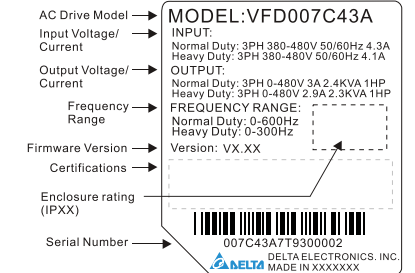 AC Drive Model
MODEL:VFD007C43A
Input Voltage/
Current
INPUT:
Normal Duty: 3PH 380-480V 50/60Hz 4.3A
Heavy Duty: 3PH 380-480V 50/60Hz 4.1A
Output Voltage/
Current
OUTPUT:
Normal Duty: 3PH 0-480V 3A 2.4KVA 1HP
Heavy Duty: 3PH 0-480V 2.9A 2.3KVA 1HP
Frequency
Range
FREQUENCY RANGE:
Normal Duty: 0-600Hz
Heavy Duty: 0-300Hz
Firmware Version
Version: VX.XX
Certifications
Enclosure rating
(IPXX)
Serial Number
007C43A7T9300002
DELTA
DELTA ELECTRONICS. INC.
MADE IN XXXXXXX